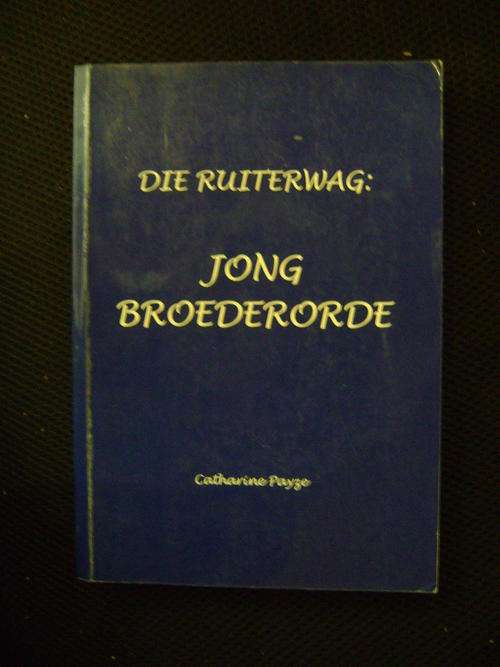 DIE RUITERWAG:
JONG
BROEDERORDE
Catharine Payze